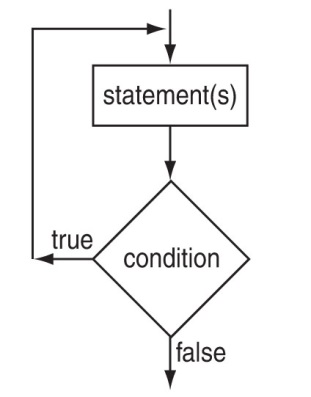 statement(s)
true
condition
false